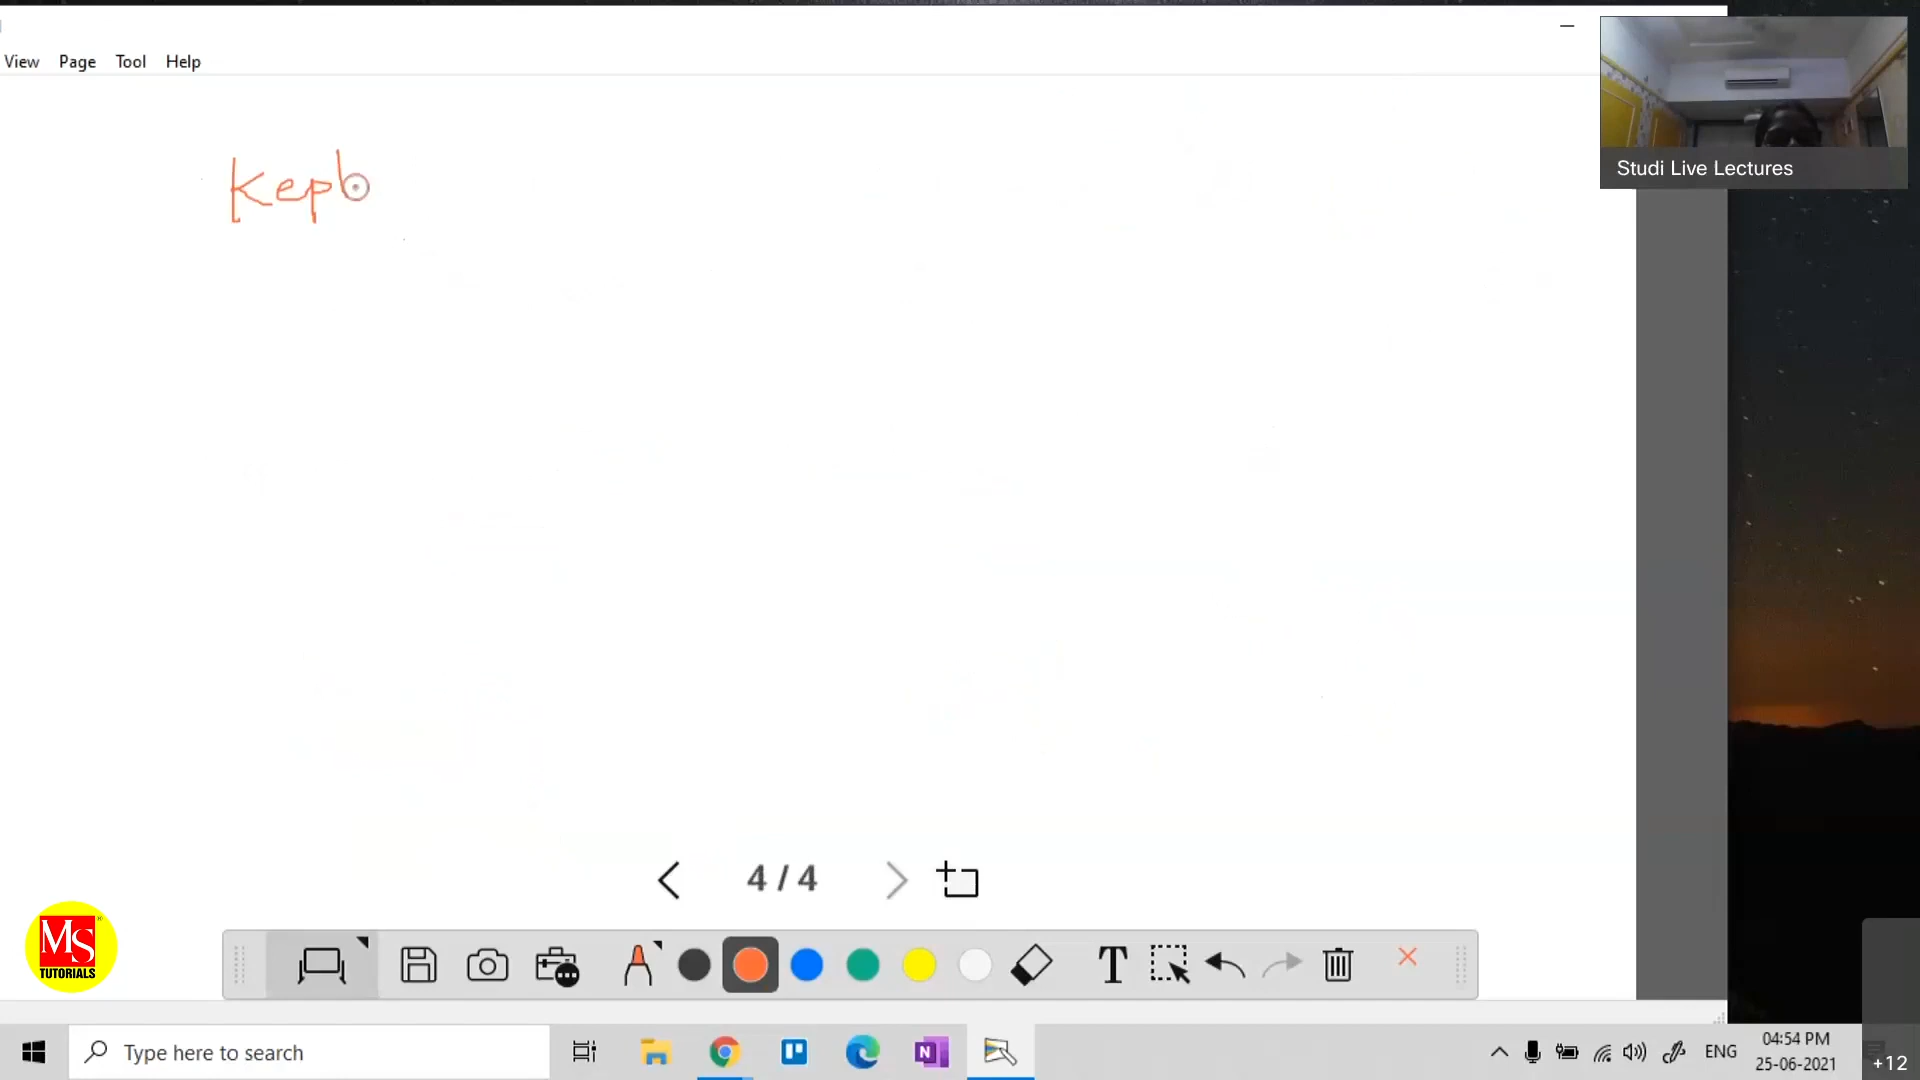 View Page Tool Help
Studi Live Lectures
Kepl
4 / 4
T
MS
TUTORIALS
Type here to search
N
ENG
04:54 PM
25-06-2021
+12